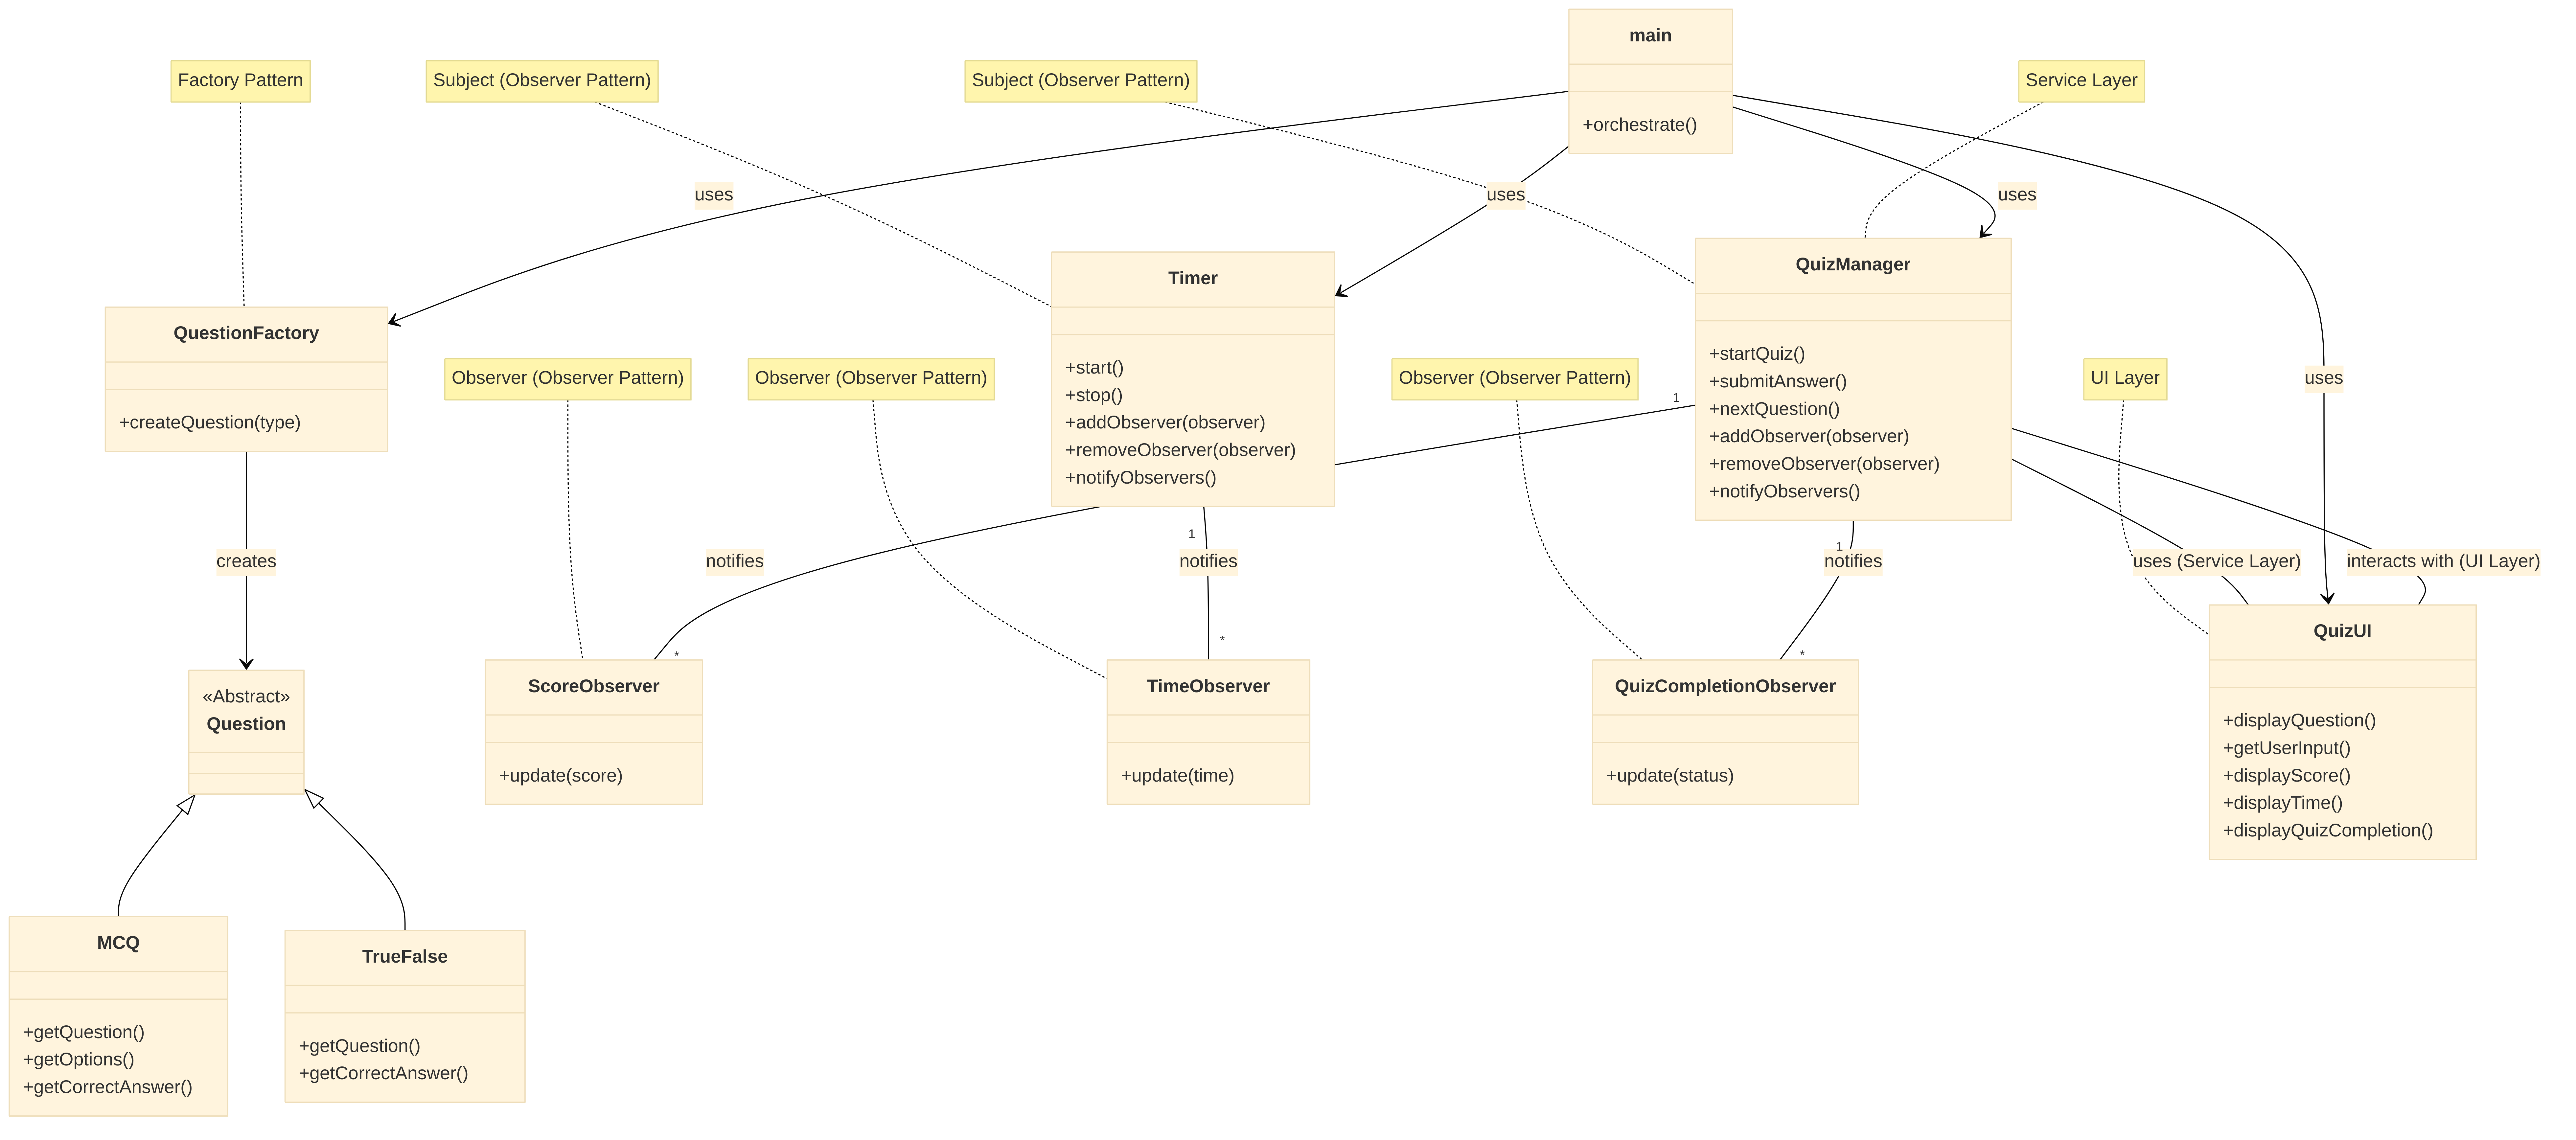 main
+orchestrate()
Factory Pattern
Subject (Observer Pattern)
Subject (Observer Pattern)
Service Layer
uses
uses
uses
uses
QuestionFactory
+createQuestion(type)
Timer
+start()
+stop()
+addObserver(observer)
+removeObserver(observer)
+notifyObservers()
QuizManager
+startQuiz()
+submitAnswer()
+nextQuestion()
+addObserver(observer)
+removeObserver(observer)
+notifyObservers()
Observer (Observer Pattern)
Observer (Observer Pattern)
Observer (Observer Pattern)
UI Layer
1
1
1
creates
notifies
notifies
notifies
uses (Service Layer)
interacts with (UI Layer)
*
*
*
«Abstract»
Question
ScoreObserver
+update(score)
TimeObserver
+update(time)
QuizCompletionObserver
+update(status)
QuizUI
+displayQuestion()
+getUserInput()
+displayScore()
+displayTime()
+displayQuizCompletion()
MCQ
+getQuestion()
+getOptions()
+getCorrectAnswer()
TrueFalse
+getQuestion()
+getCorrectAnswer()